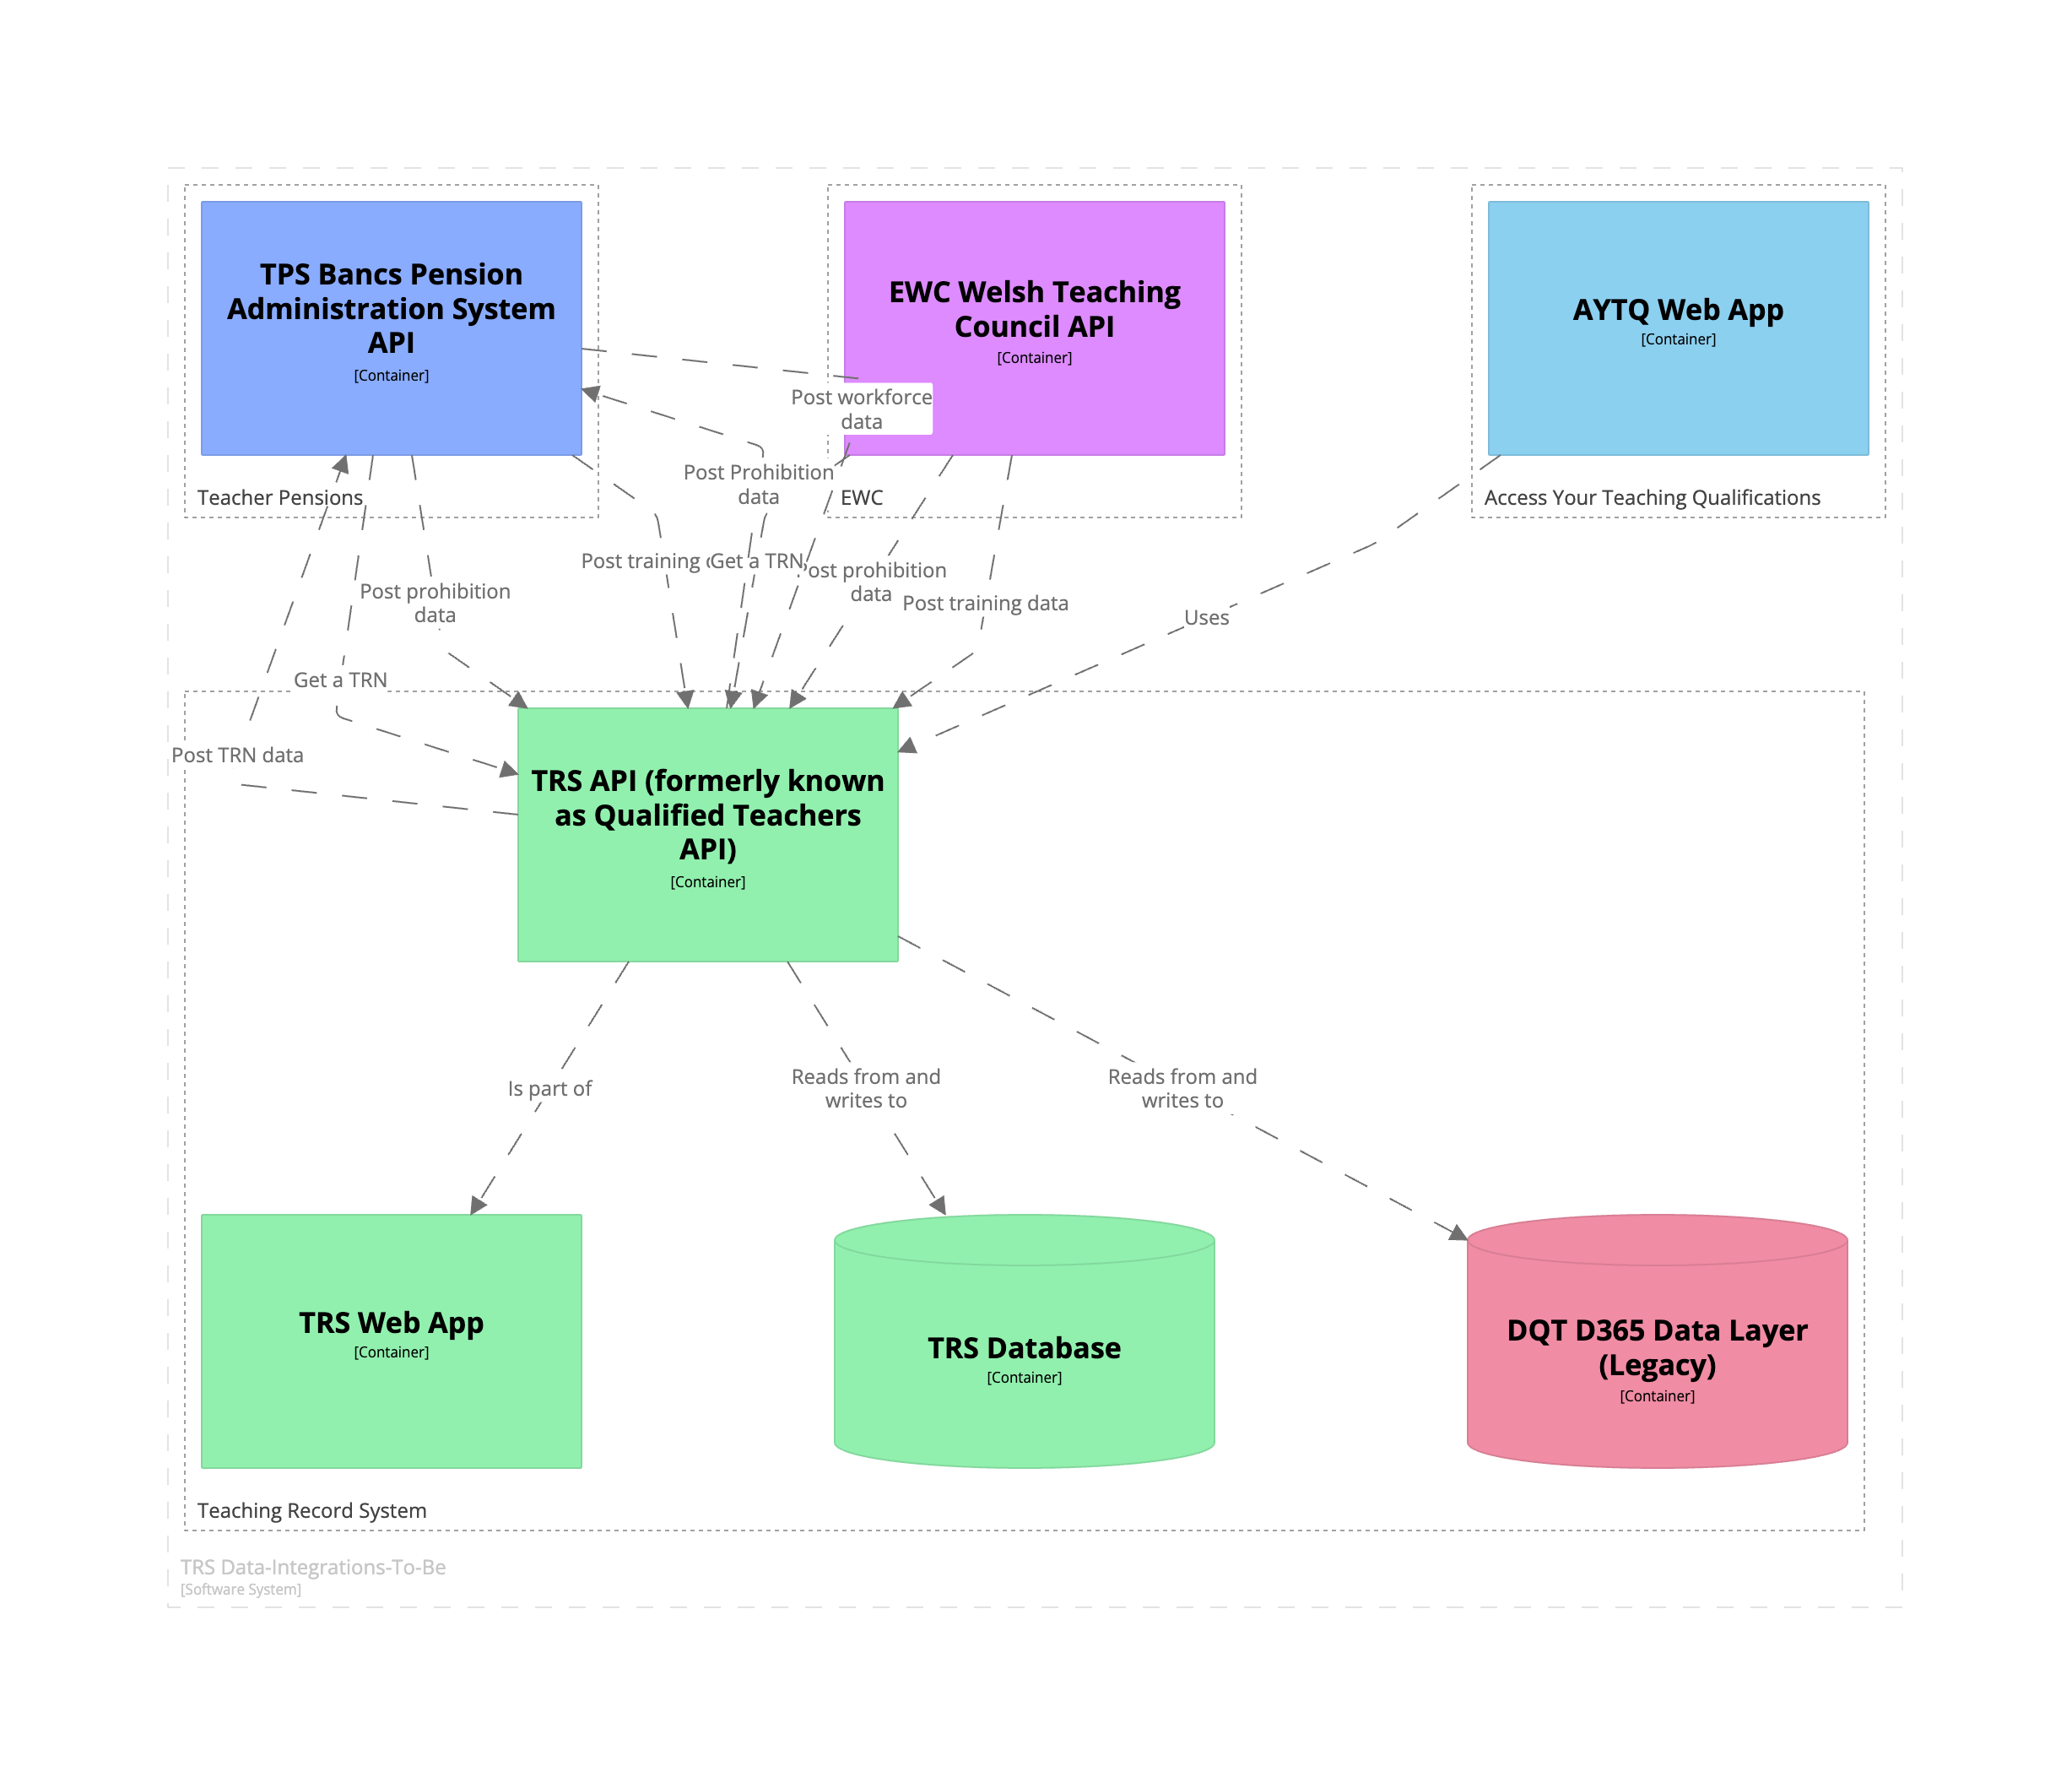 TPS Bancs Pension
Administration System
API
[Container]
Teacher Pensions
EWC Welsh Teaching
Council API
[Container]
EWC
AYTQ Web App
[Container]
Access Your Teaching Qualifications
Post workforce
data
Post Prohibition
data
Post training
Get a TRN
ost prohibition
data
Post training data
Post prohibition
data
Uses
Get a TRN
Post TRN data
TRS API (formerly known
as Qualified Teachers
API)
[Container]
Is part of
Reads from and
writes to
Reads from and
writes to
TRS Web App
[Container]
TRS Database
[Container]
DQT D365 Data Layer
(Legacy)
[Container]
Teaching Record System
TRS Data-Integrations-To-Be
[Software System]